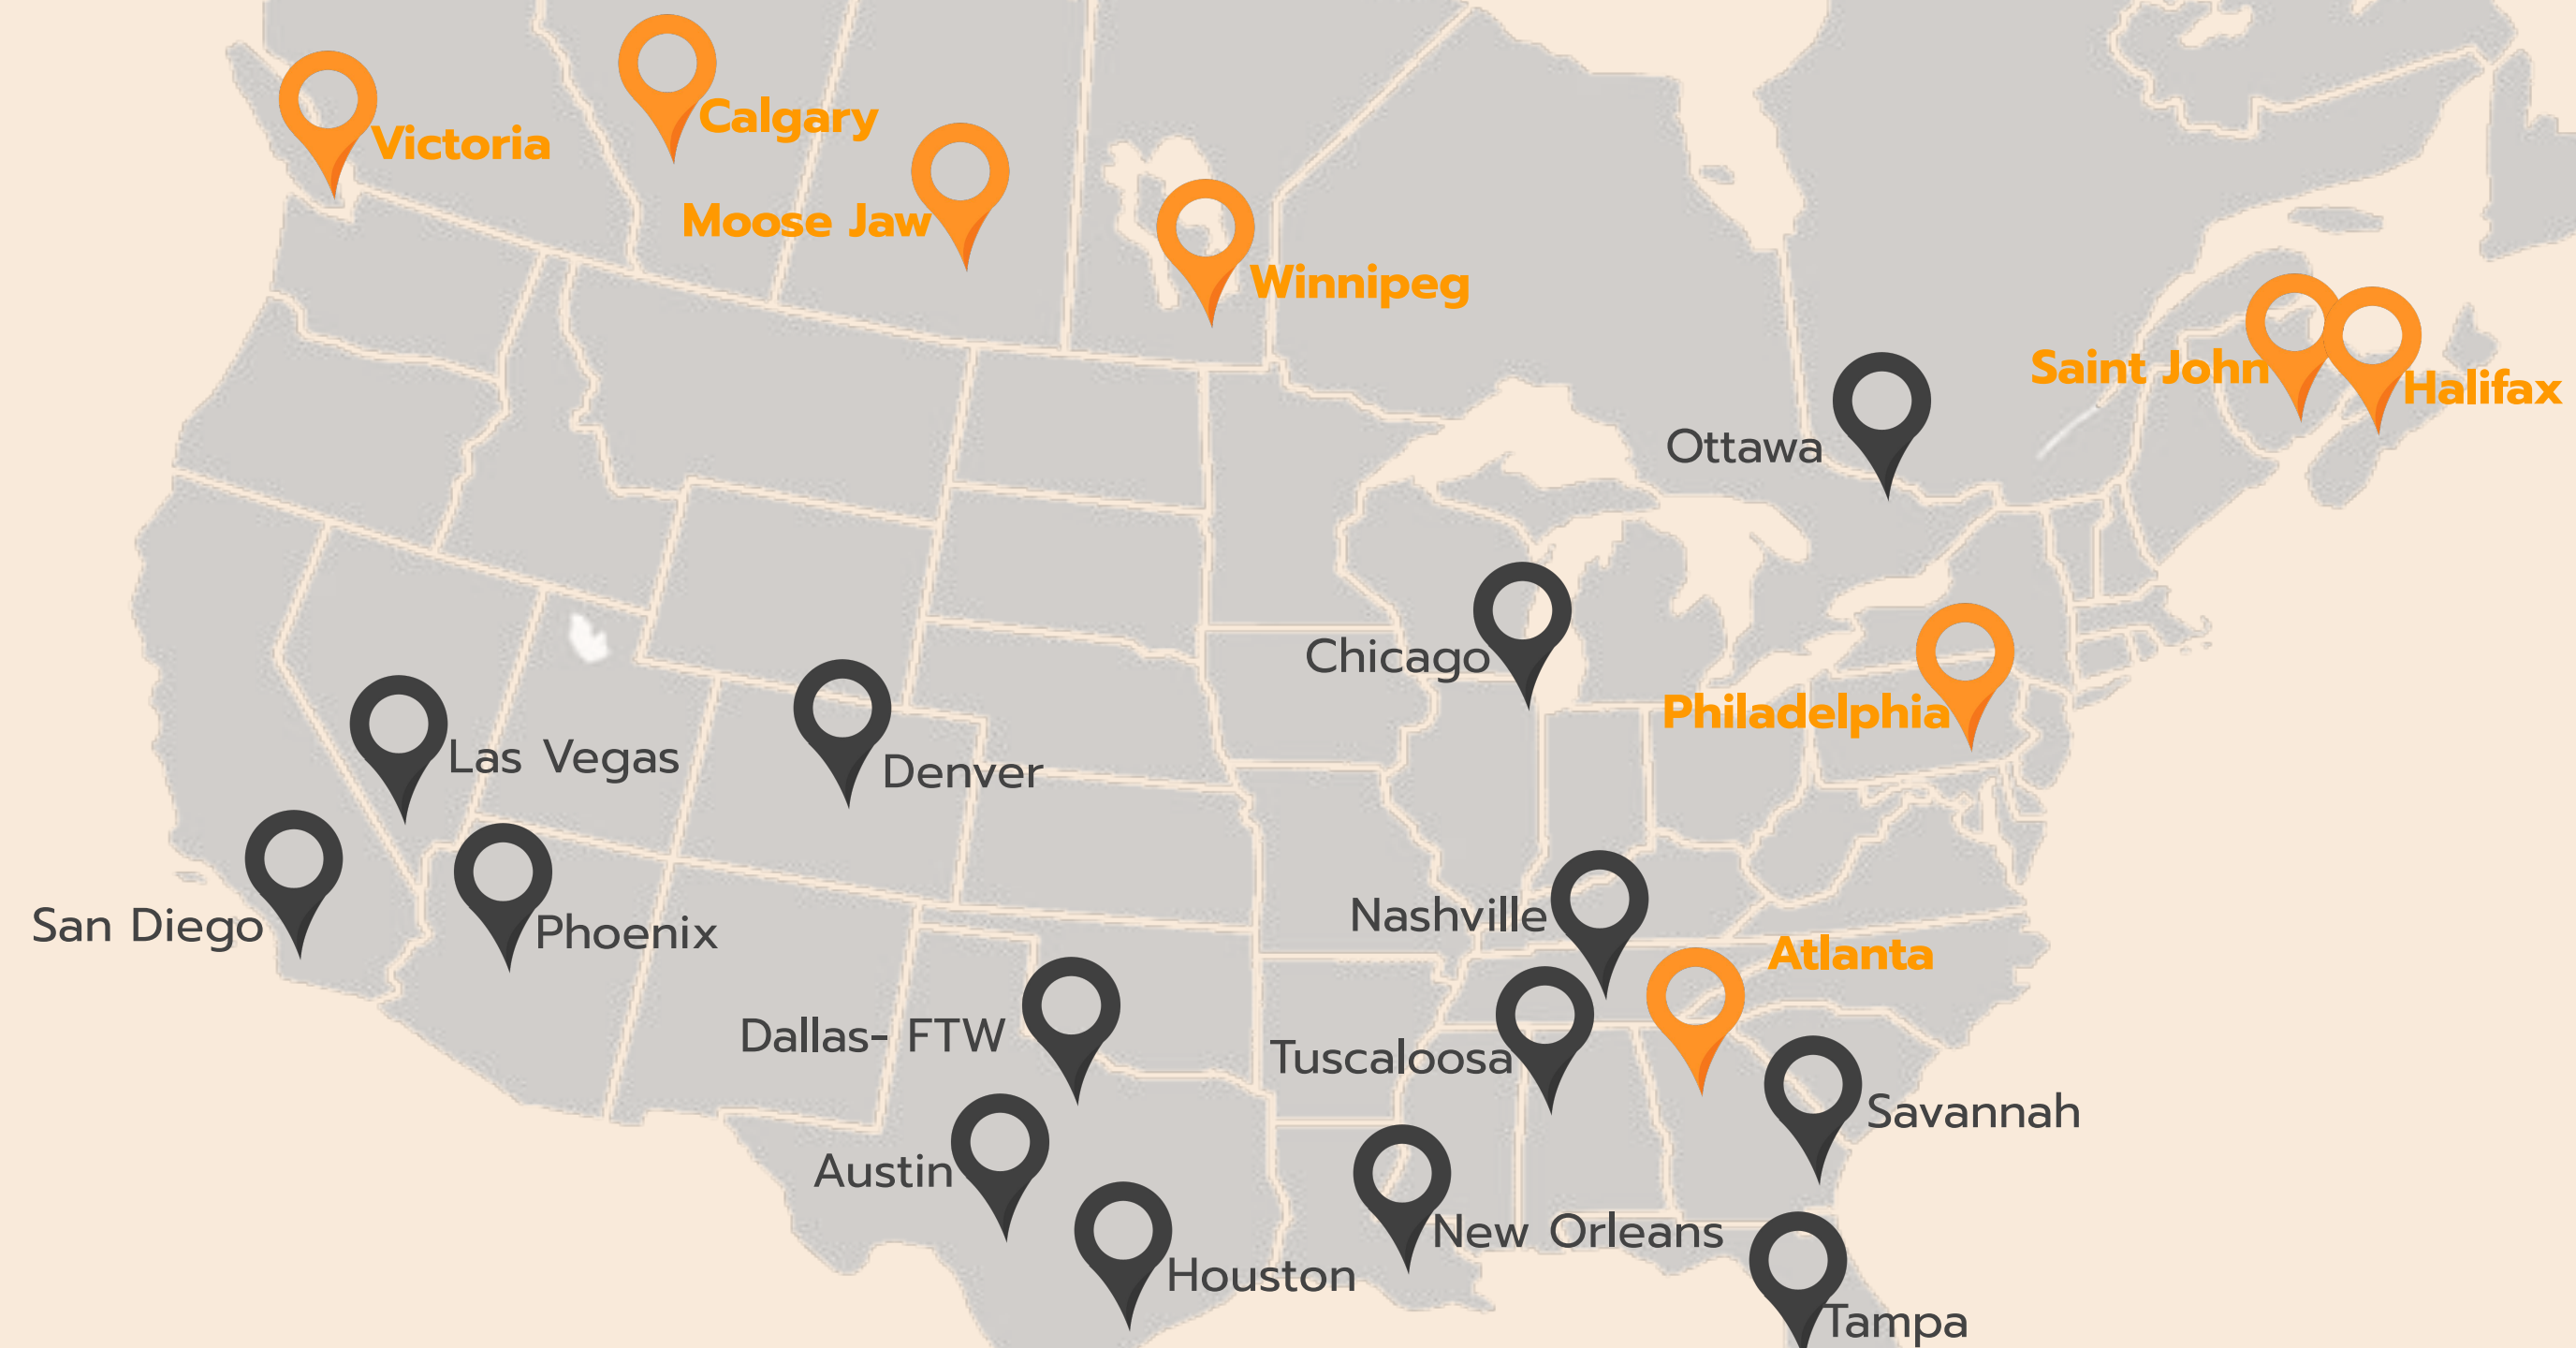 Calgary
Victoria
Moose Jaw
Winnipeg
Saint John
Halifax
Ottawa
Chicago
Philadelphia
Las Vegas
Denver
San Diego
Phoenix
Nashville
Atlanta
Dallas- FTW
Tuscaloosa
Savannah
Austin
New Orleans
Houston
Tampa